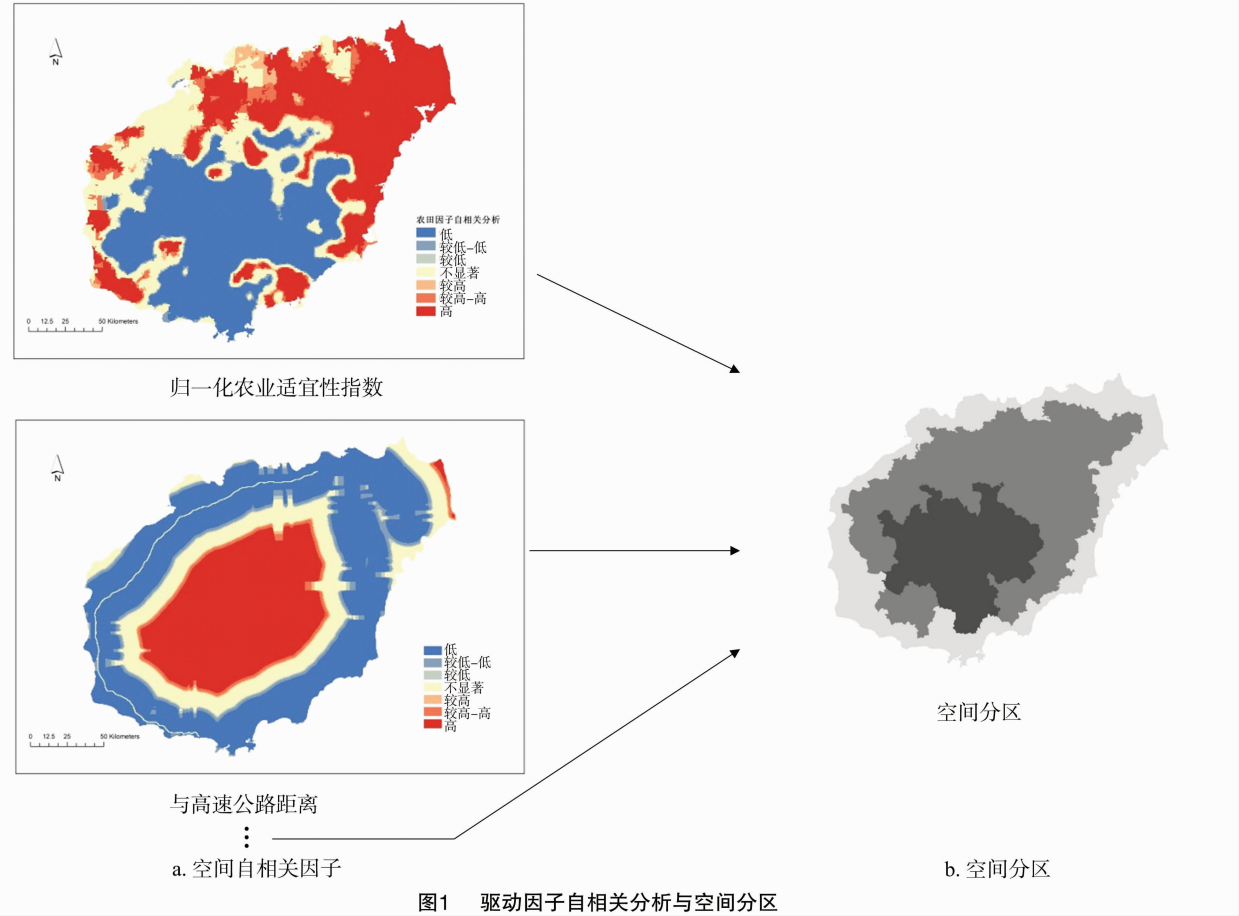 N
农田因子自相关分析
低
较低-低
较低
不显著
较高
较高-高
高
0 12.5 25 50 Kilometers
归一化农业适宜性指数
N
低
较低-低
较低
不显著
较高
较高-高
高
0 12.5 25 50 Kilometers
与高速公路距离
a. 空间自相关因子
空间分区
b. 空间分区
图1 驱动因子自相关分析与空间分区